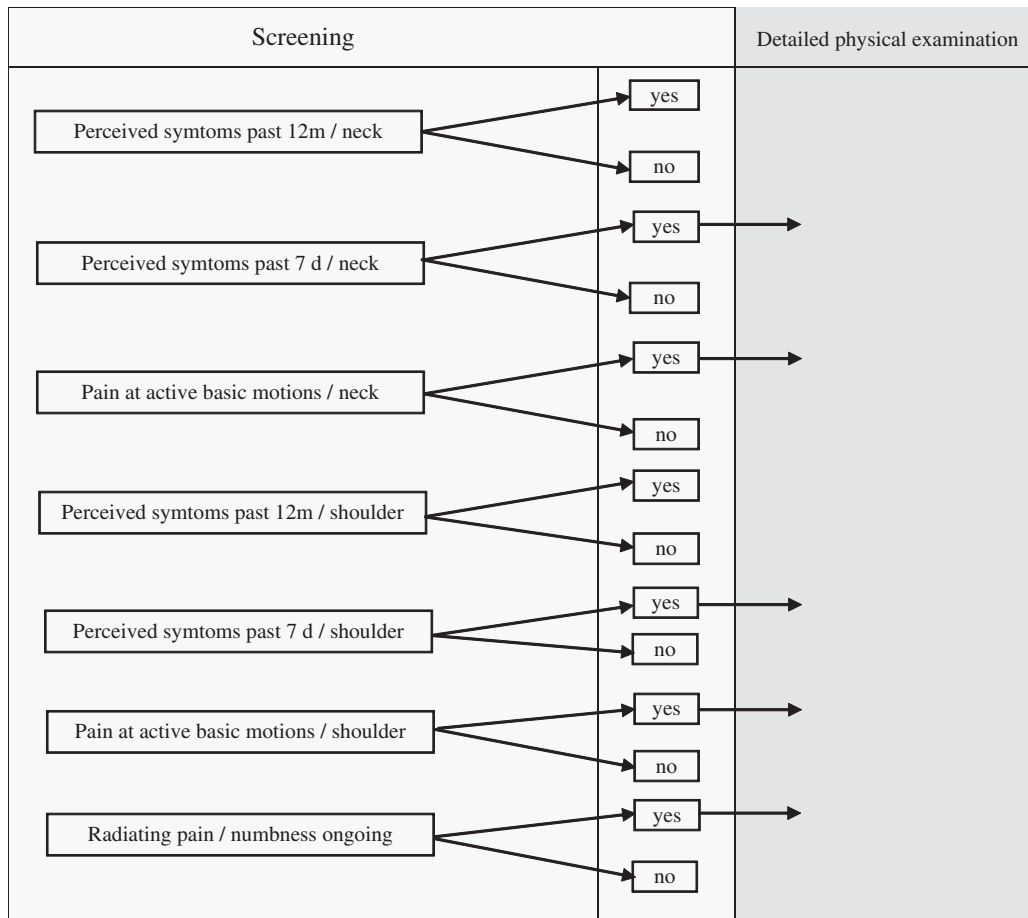 Screening
Detailed physical examination
Perceived symtoms past 12m / neck
yes
no
Perceived symtoms past 7 d / neck
yes
no
Pain at active basic motions / neck
yes
no
Perceived symtoms past 12m / shoulder
yes
no
Perceived symtoms past 7 d / shoulder
yes
no
Pain at active basic motions / shoulder
yes
no
Radiating pain / numbness ongoing
yes
no